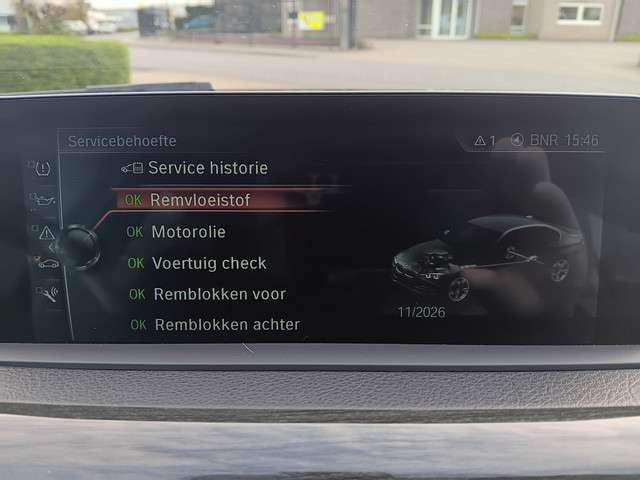 Servicebehoefte
1 BNR 15:46
Service historie
OK Remvloeistof
OK Motorolie
OK Voertuig check
OK Remblokken voor
OK Remblokken achter
11/2026